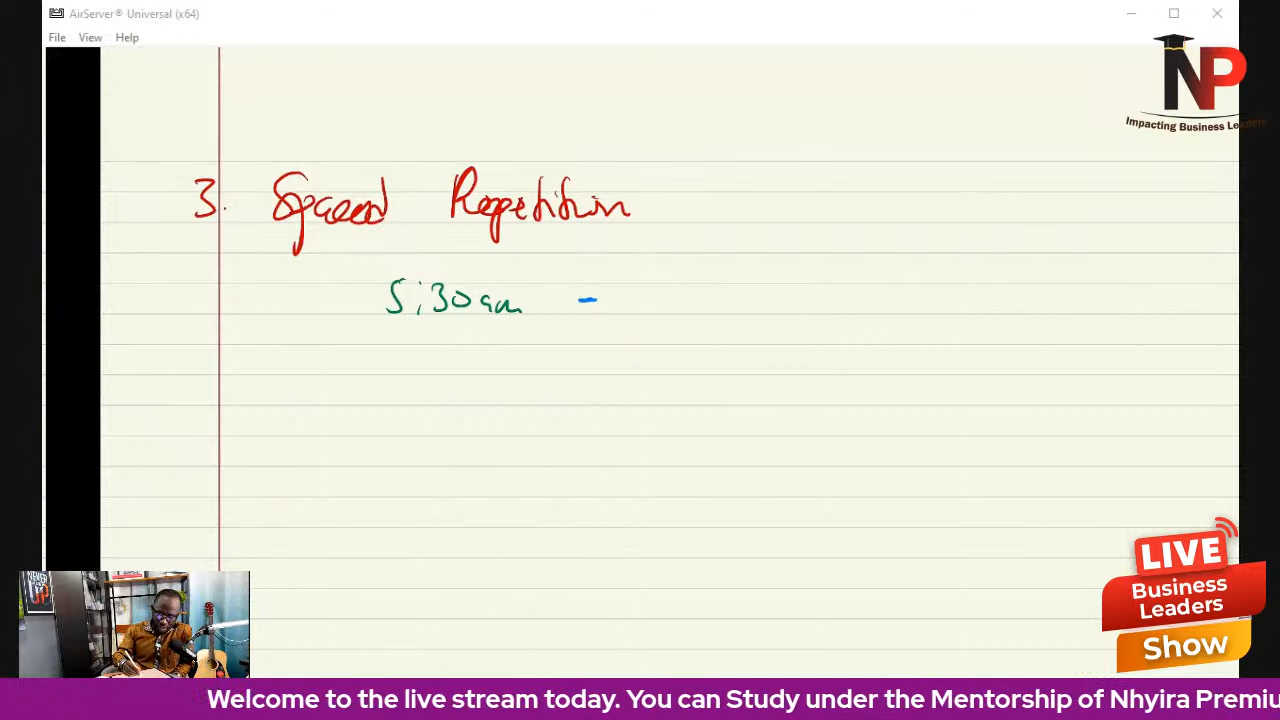 AirServer® Universal (x64)
File View Help
NP
Impacting Business Leaders
3. Spaced Repetition
5:30am -
LIVE
Business
Leaders
Show
Welcome to the live stream today. You can Study under the Mentorship of Nhyira Premiu